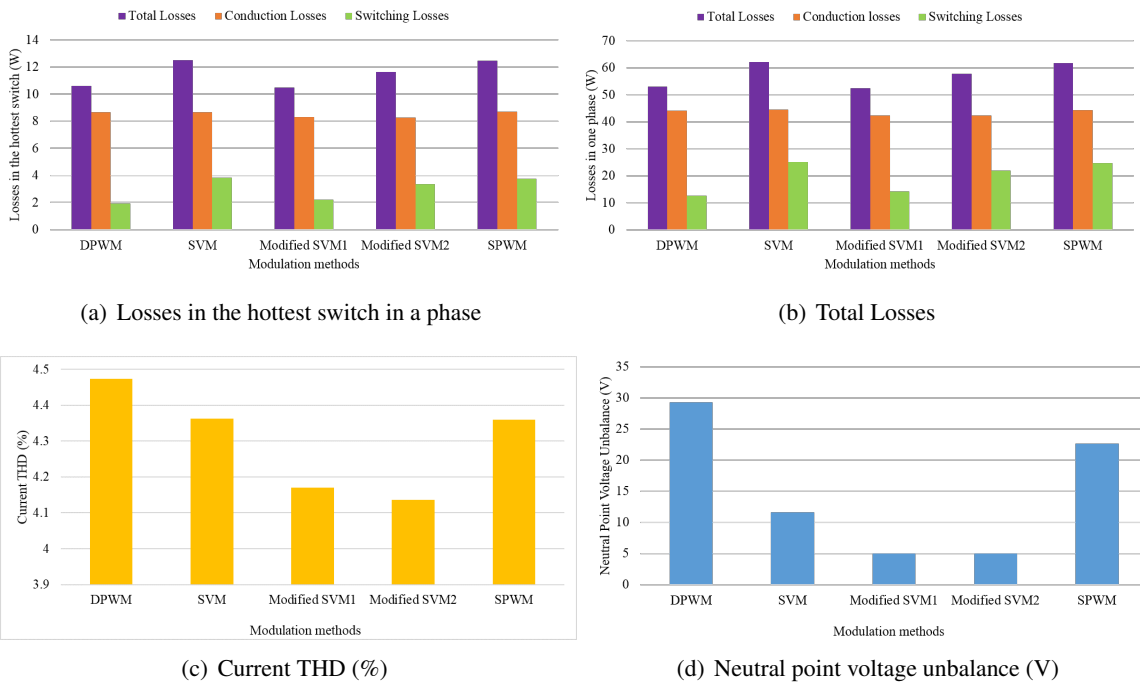 Total Losses Conduction Losses Switching Losses
Losses in the hottest switch (W)
14
12
10
8
6
4
2
0
DPWM SVM Modified SVM1 Modified SVM2 SPWM
Modulation methods
(a) Losses in the hottest switch in a phase
Total Losses Conduction losses Switching Losses
Losses in one phase (W)
70
60
50
40
30
20
10
0
DPWM SVM Modified SVM1 Modified SVM2 SPWM
Modulation methods
(b) Total Losses
Current THD (%)
4.5
4.4
4.3
4.2
4.1
4
3.9
DPWM SVM Modified SVM1 Modified SVM2 SPWM
Modulation methods
(c) Current THD (%)
Neutral Point Voltage Unbalance (V)
35
30
25
20
15
10
5
0
DPWM SVM Modified SVM1 Modified SVM2 SPWM
Modulation methods
(d) Neutral point voltage unbalance (V)